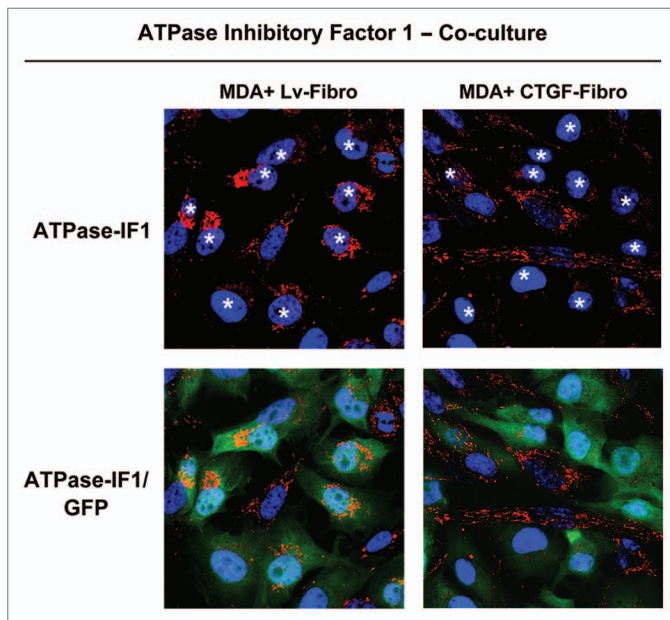 ATPase Inhibitory Factor 1 – Co-culture
MDA+ Lv-Fibro
MDA+ CTGF-Fibro
ATPase-IF1
ATPase-IF1/
GFP